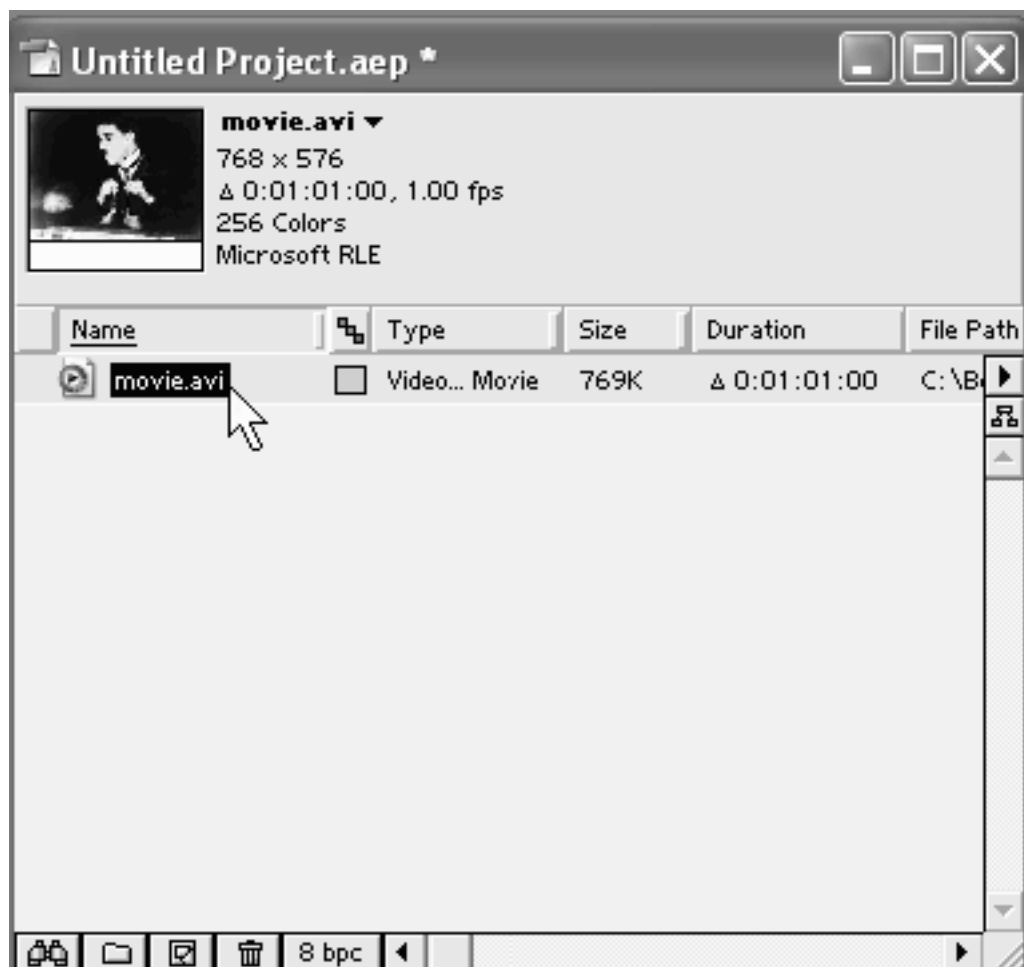 Untitled Project.aep *
movie.avi
768 x 576
Δ 0:01:01:00, 1.00 fps
256 Colors
Microsoft RLE
Name Type Size Duration File Path
movie.avi Video... Movie 769K Δ 0:01:01:00 C:\B
8 bpc